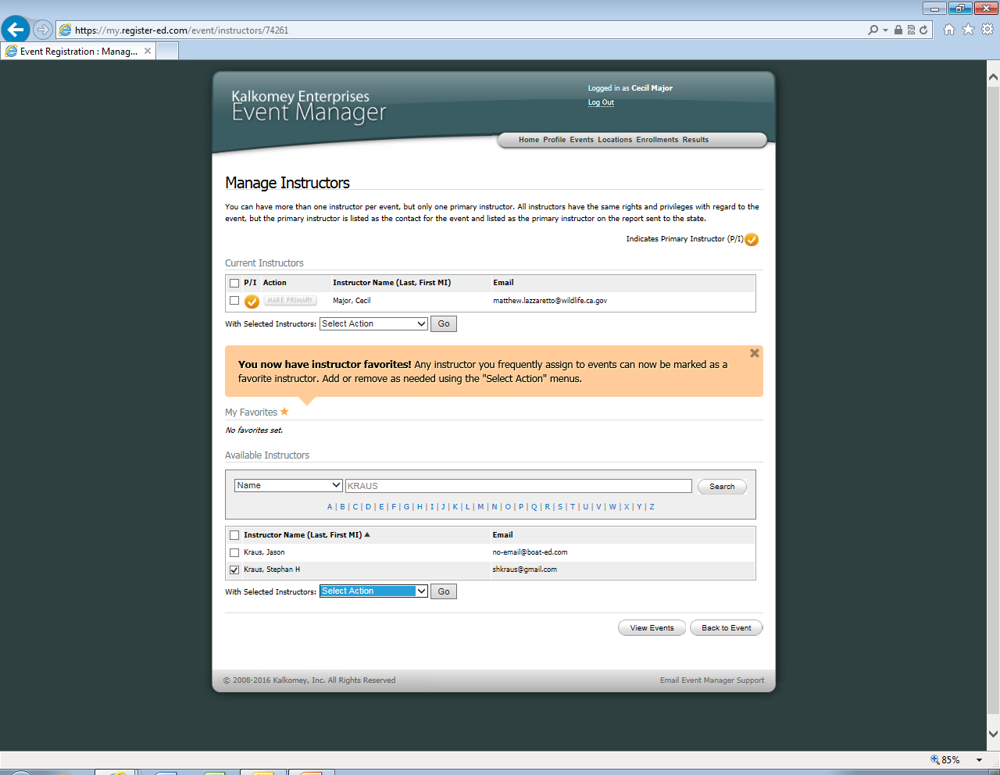 https://my.register-ed.com/event/instructors/74261
Event Registration : Manag...
Kalkomey Enterprises
Event Manager
Logged in as Cecil Major
Log Out
Home Profile Events Locations Enrollments Results
Manage Instructors
You can have more than one instructor per event, but only one primary instructor. All instructors have the same rights and privileges with regard to the
event, but the primary instructor is listed as the contact for the event and listed as the primary instructor on the report sent to the state.
Indicates Primary Instructor (P/I)
Current Instructors
P/I Action Instructor Name (Last, First MI) Email
MAKE PRIMARY Major, Cecil matthew.lazzaretto@wildlife.ca.gov
With Selected Instructors: Select Action Go
You now have instructor favorites! Any instructor you frequently assign to events can now be marked as a
favorite instructor. Add or remove as needed using the "Select Action" menus.
My Favorites
No favorites set.
Available Instructors
Name KRAUS Search
A | B | C | D | E | F | G | H | I | J | K | L | M | N | O | P | Q | R | S | T | U | V | W | X | Y | Z
Instructor Name (Last, First MI) Email
Kraus, Jason no-email@boat-ed.com
Kraus, Stephan H shkraus@gmail.com
With Selected Instructors: Select Action Go
View Events Back to Event
© 2008-2016 Kalkomey, Inc. All Rights Reserved Email Event Manager Support
85%